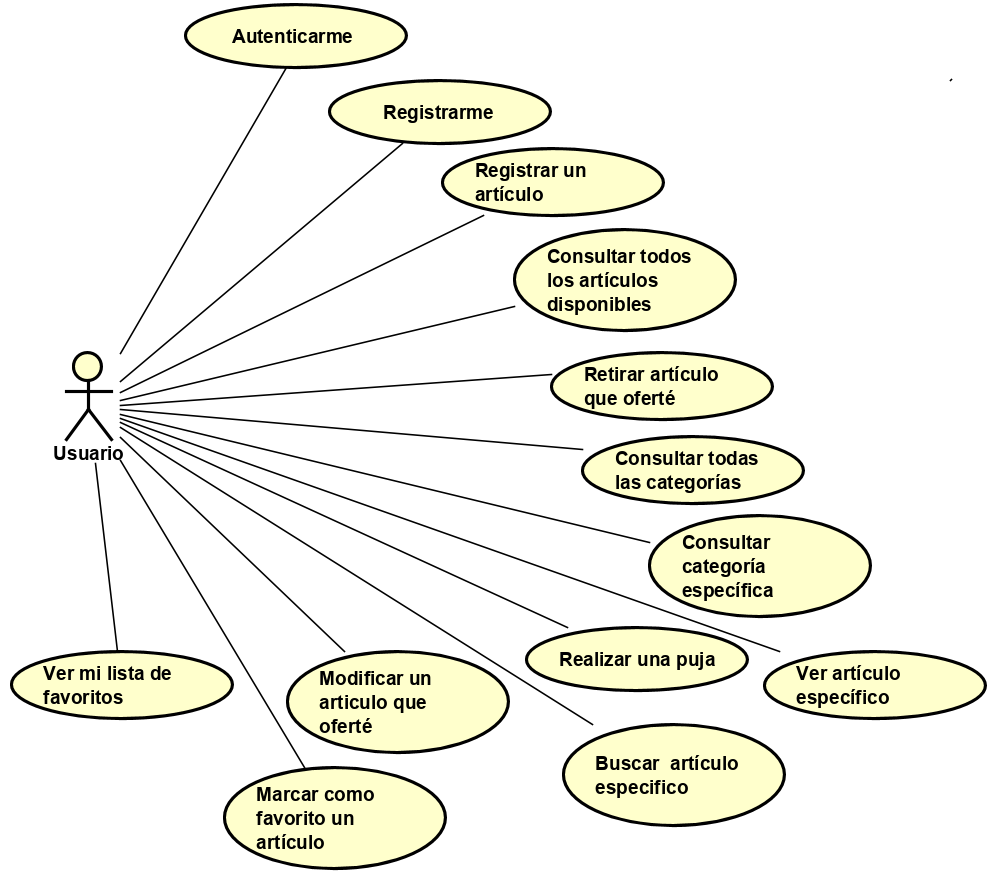 Autenticarme
Registrarme
Registrar un
artículo
Consultar todos
los artículos
disponibles
Retirar artículo
que oferté
Usuario
Consultar todas
las categorías
Consultar
categoría
específica
Realizar una puja
Ver artículo
específico
Ver mi lista de
favoritos
Modificar un
articulo que
oferté
Buscar  artículo
especifico
Marcar como
favorito un
artículo